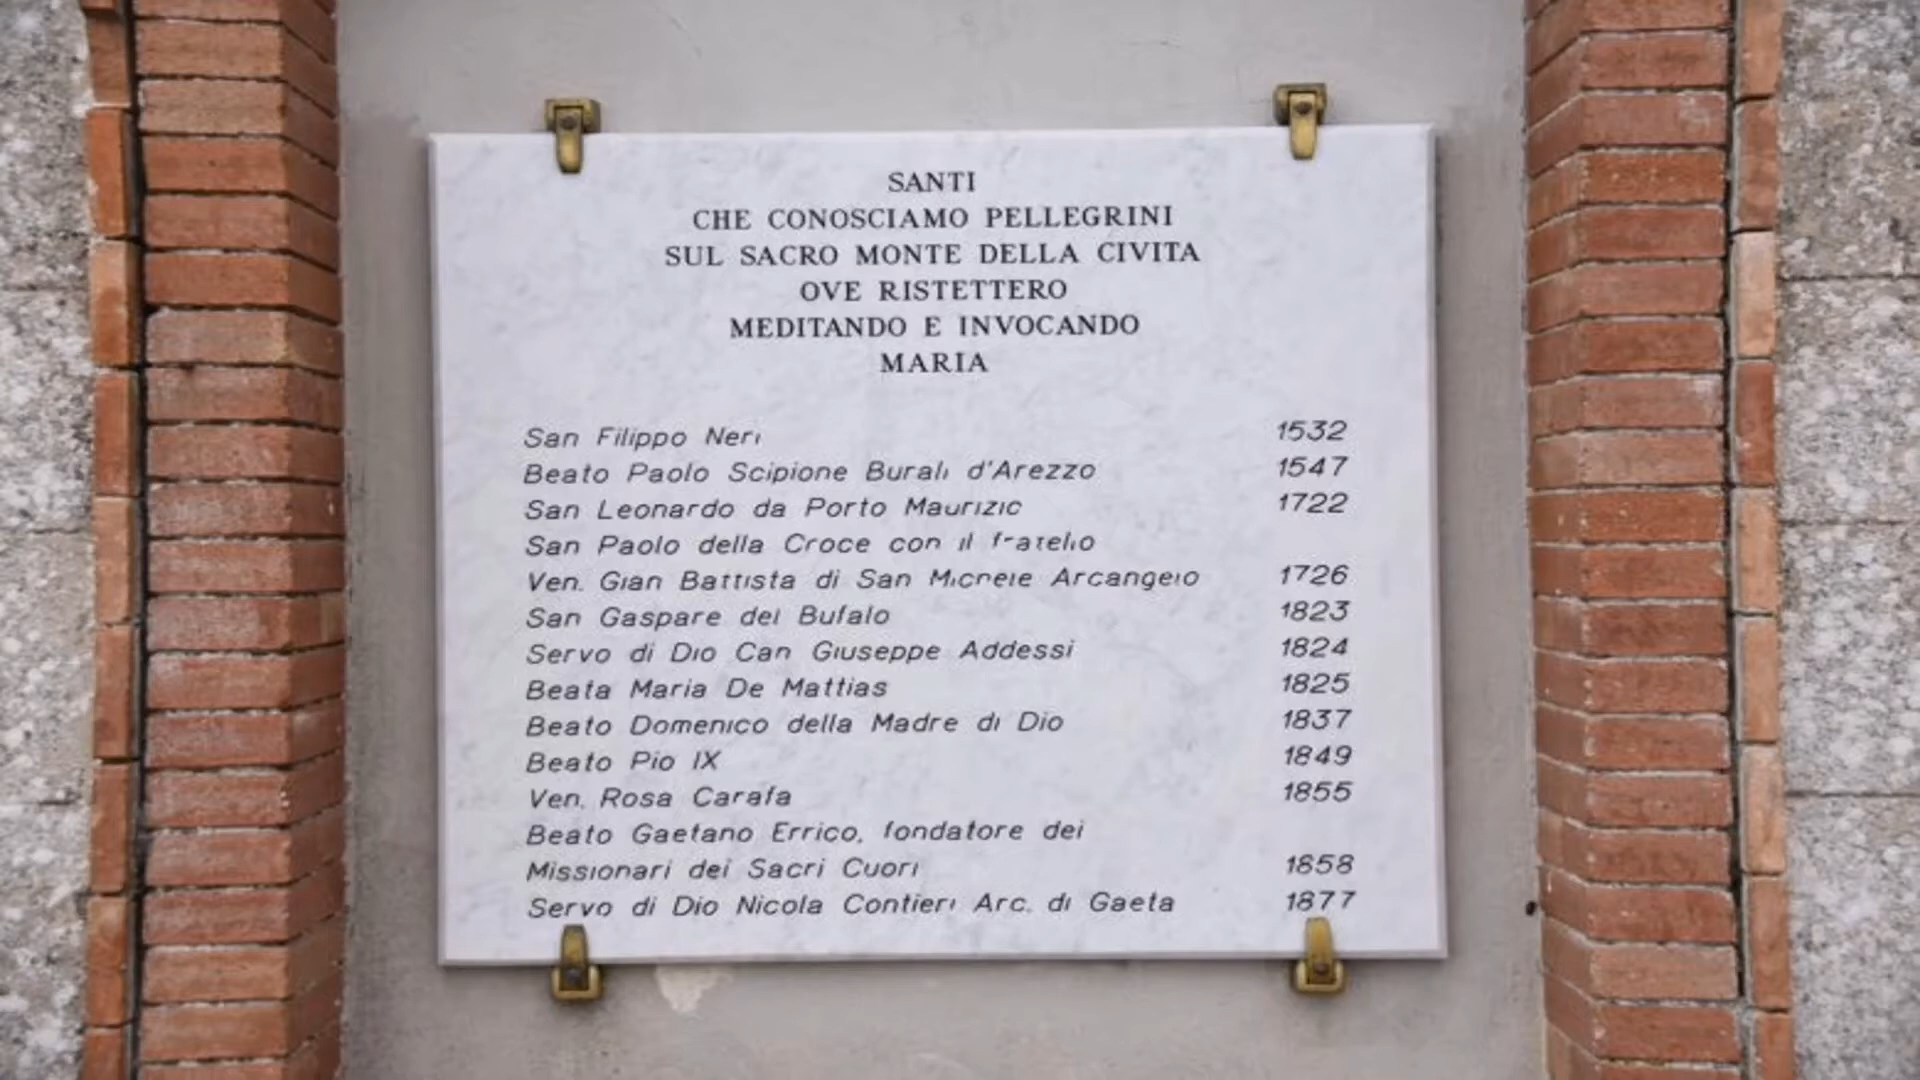 SANTI
CHE CONOSCIAMO PELLEGRINI
SUL SACRO MONTE DELLA CIVITA
OVE RISTETTERO
MEDITANDO E INVOCANDO
MARIA
San Filippo Neri 1532
Beato Paolo Scipione Burali d'Arezzo 1547
San Leonardo da Porto Maurizio 1722
San Paolo della Croce con il fratello
Ven. Gian Battista di San Michele Arcangelo 1726
San Gaspare del Bufalo 1823
Servo di Dio Can Giuseppe Addessi 1824
Beata Maria De Mattias 1825
Beato Domenico della Madre di Dio 1837
Beato Pio IX 1849
Ven. Rosa Carafa 1855
Beato Gaetano Errico, fondatore dei
Missionari dei Sacri Cuori 1858
Servo di Dio Nicola Contieri Arc. di Gaeta 1877